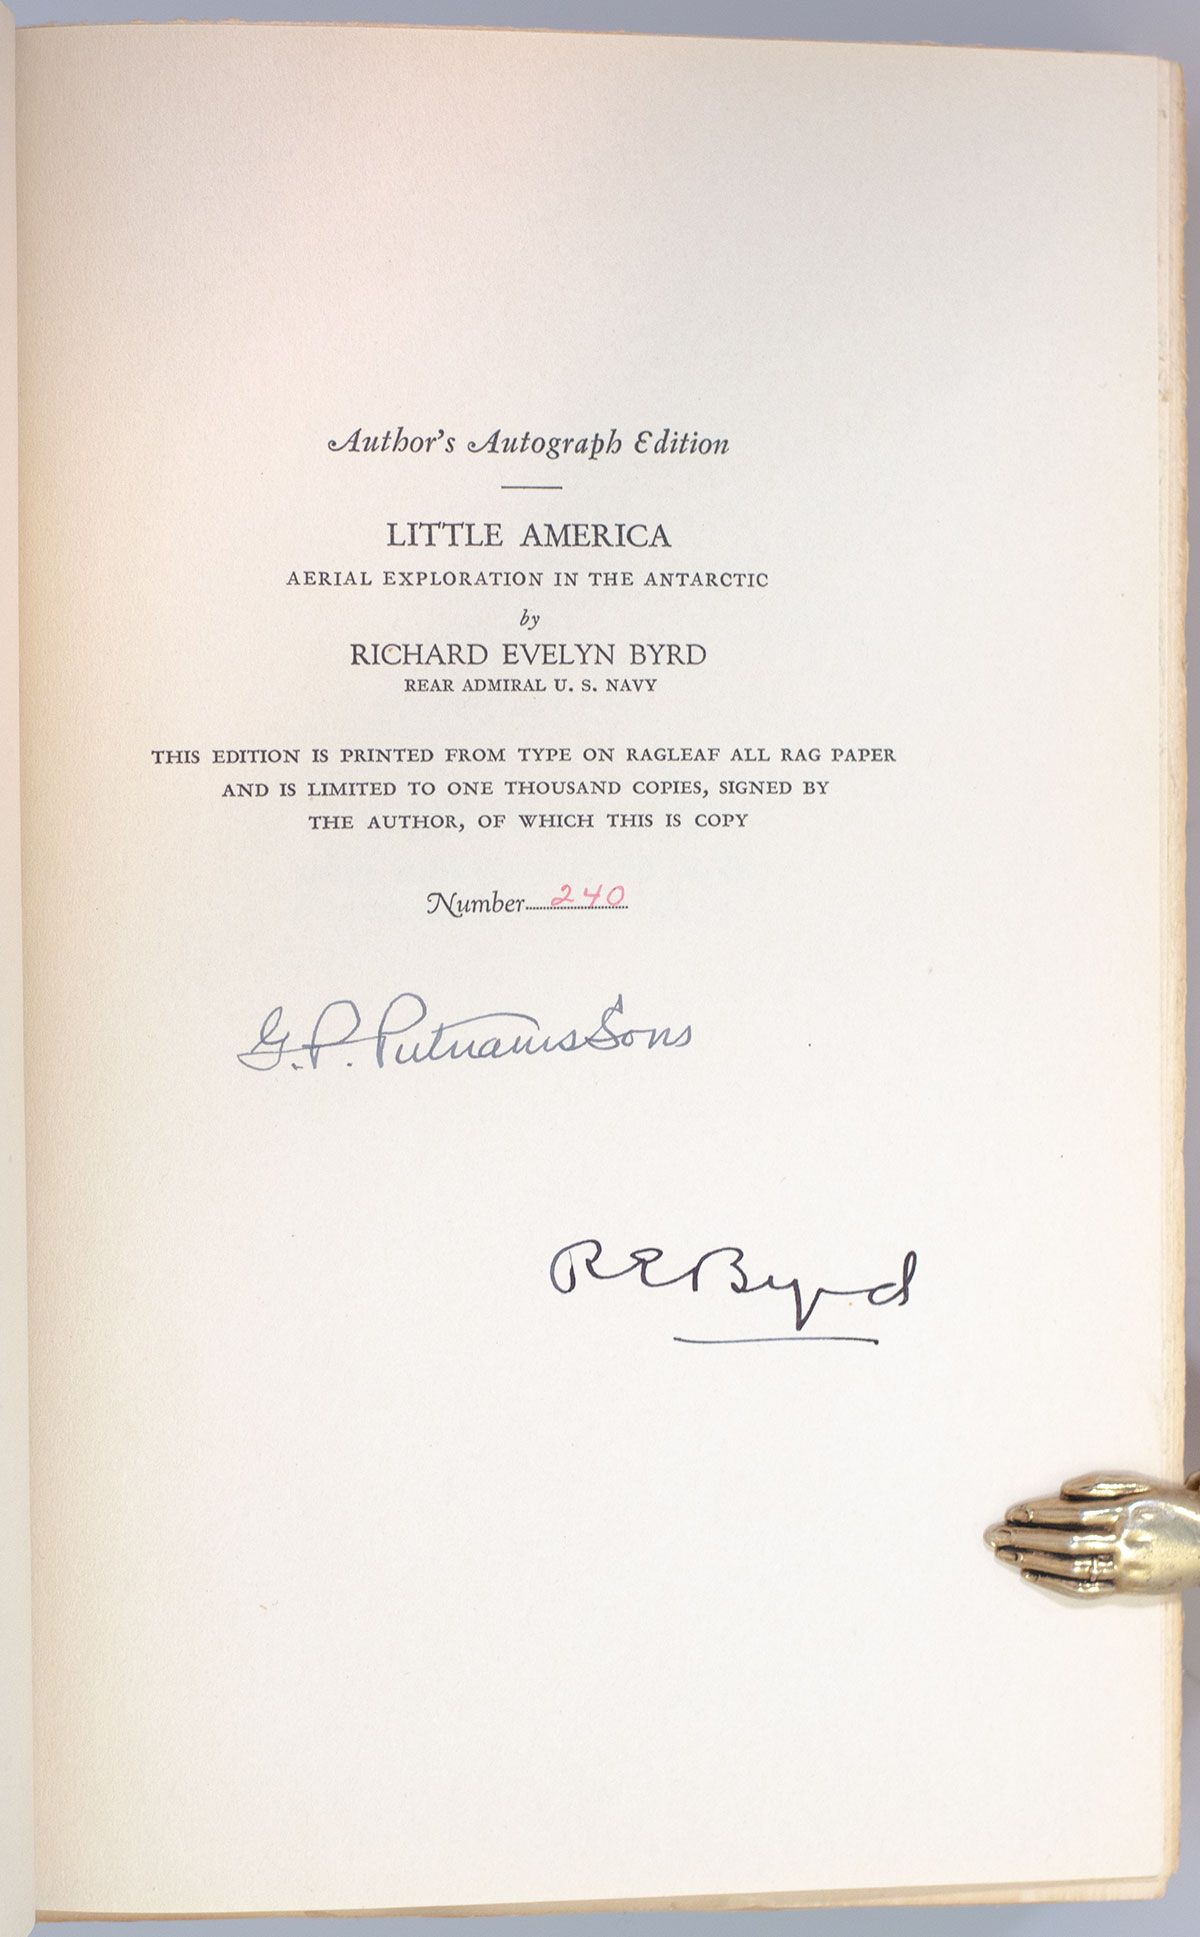 Author's Autograph Edition
LITTLE AMERICA
AERIAL EXPLORATION IN THE ANTARCTIC
by
RICHARD EVELYN BYRD
REAR ADMIRAL U. S. NAVY
THIS EDITION IS PRINTED FROM TYPE ON RAGLEAF ALL RAG PAPER
AND IS LIMITED TO ONE THOUSAND COPIES, SIGNED BY
THE AUTHOR, OF WHICH THIS IS COPY
Number 240
G. P. Putnams Sons
R E Byrd